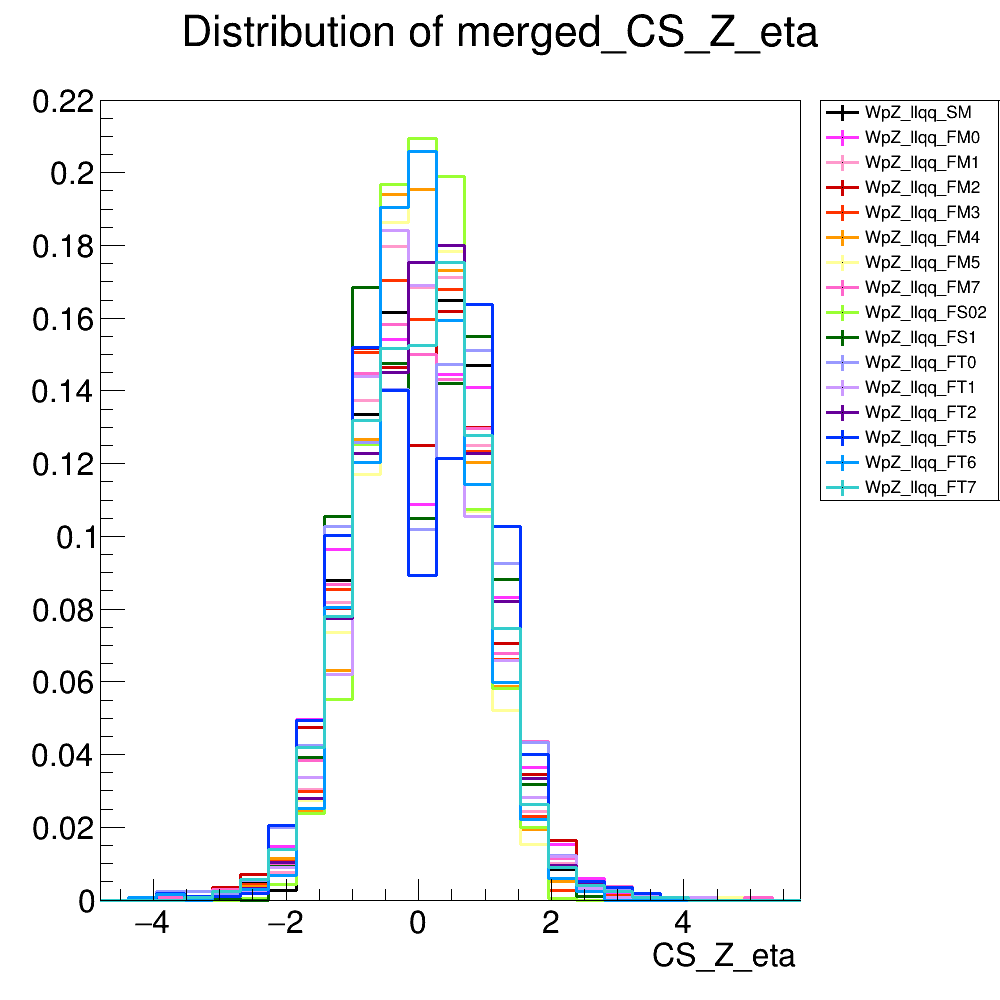 Distribution of merged_CS_Z_eta
0.22
0.2
0.18
0.16
0.14
0.12
0.1
0.08
0.06
0.04
0.02
0
−4 −2 0 2 4
CS_Z_eta
WpZ_llqq_SM
WpZ_llqq_FM0
WpZ_llqq_FM1
WpZ_llqq_FM2
WpZ_llqq_FM3
WpZ_llqq_FM4
WpZ_llqq_FM5
WpZ_llqq_FM7
WpZ_llqq_FS02
WpZ_llqq_FS1
WpZ_llqq_FT0
WpZ_llqq_FT1
WpZ_llqq_FT2
WpZ_llqq_FT5
WpZ_llqq_FT6
WpZ_llqq_FT7